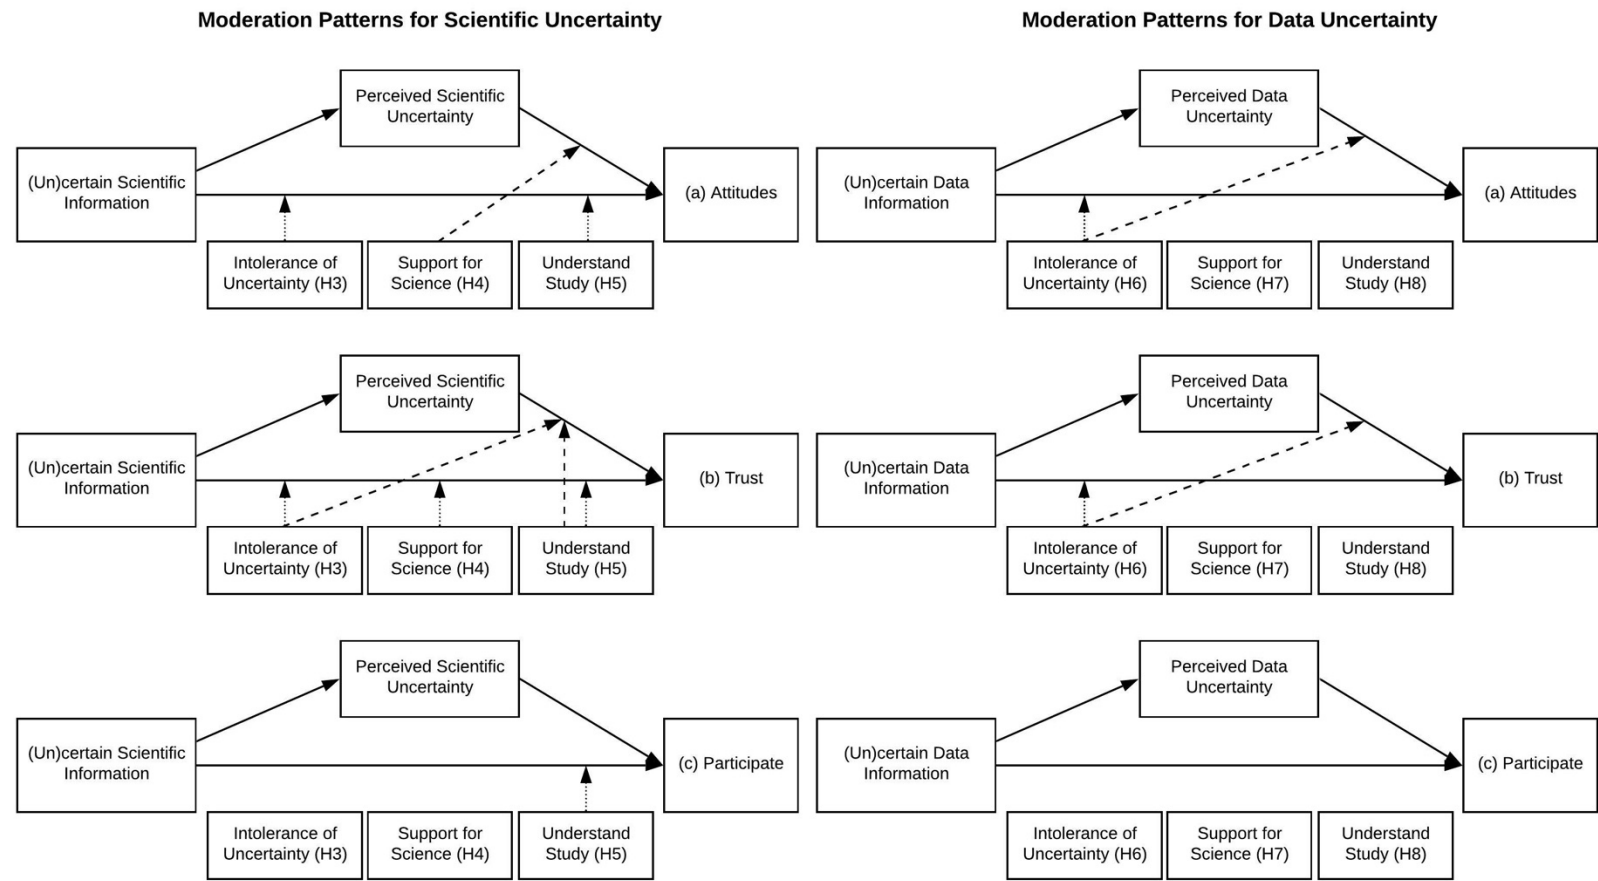 Moderation Patterns for Scientific Uncertainty
Perceived Scientific
Uncertainty
(Un)certain Scientific
Information
(a) Attitudes
Intolerance of
Uncertainty (H3)
Support for
Science (H4)
Understand
Study (H5)
Perceived Scientific
Uncertainty
(Un)certain Scientific
Information
(b) Trust
Intolerance of
Uncertainty (H3)
Support for
Science (H4)
Understand
Study (H5)
Perceived Scientific
Uncertainty
(Un)certain Scientific
Information
(c) Participate
Intolerance of
Uncertainty (H3)
Support for
Science (H4)
Understand
Study (H5)
Moderation Patterns for Data Uncertainty
Perceived Data
Uncertainty
(Un)certain Data
Information
(a) Attitudes
Intolerance of
Uncertainty (H6)
Support for
Science (H7)
Understand
Study (H8)
Perceived Data
Uncertainty
(Un)certain Data
Information
(b) Trust
Intolerance of
Uncertainty (H6)
Support for
Science (H7)
Understand
Study (H8)
Perceived Data
Uncertainty
(Un)certain Data
Information
(c) Participate
Intolerance of
Uncertainty (H6)
Support for
Science (H7)
Understand
Study (H8)